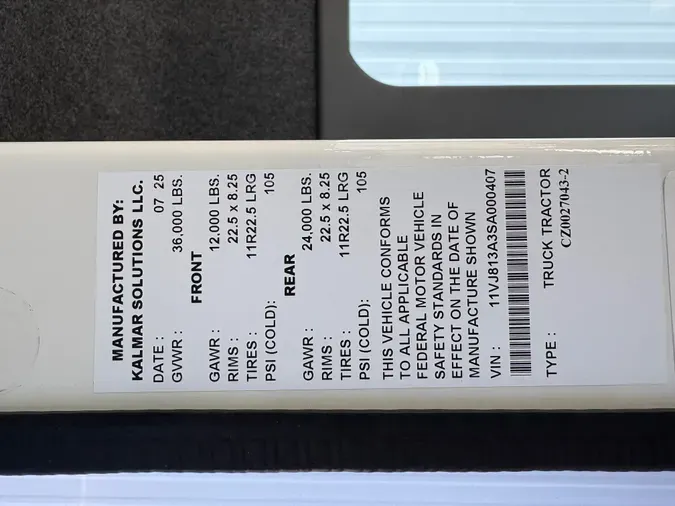 MANUFACTURED BY:
KALMAR SOLUTIONS LLC.
DATE : 07 25
GVWR : 36,000 LBS.
FRONT
GAWR : 12,000 LBS.
RIMS : 22.5 x 8.25
TIRES : 11R22.5 LRG
PSI (COLD): 105
REAR
GAWR : 24,000 LBS.
RIMS : 22.5 x 8.25
TIRES : 11R22.5 LRG
PSI (COLD): 105
THIS VEHICLE CONFORMS
TO ALL APPLICABLE
FEDERAL MOTOR VEHICLE
SAFETY STANDARDS IN
EFFECT ON THE DATE OF
MANUFACTURE SHOWN
VIN : 11VJ813A3SA000407
TYPE : TRUCK TRACTOR
CZ0027043-2